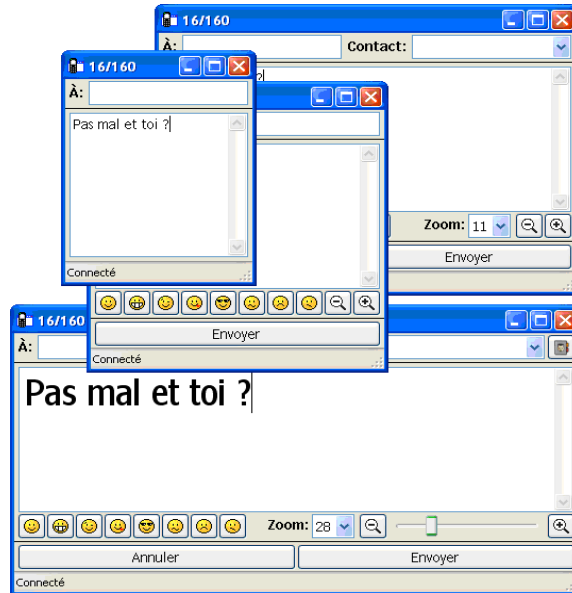 16/160
À:
Contact:
?
Zoom: 11
Envoyer
16/160
À:
Pas mal et toi ?
Connecté
Envoyer
Connecté
16/160
À:
Pas mal et toi ?
Zoom: 28
Annuler
Envoyer
Connecté